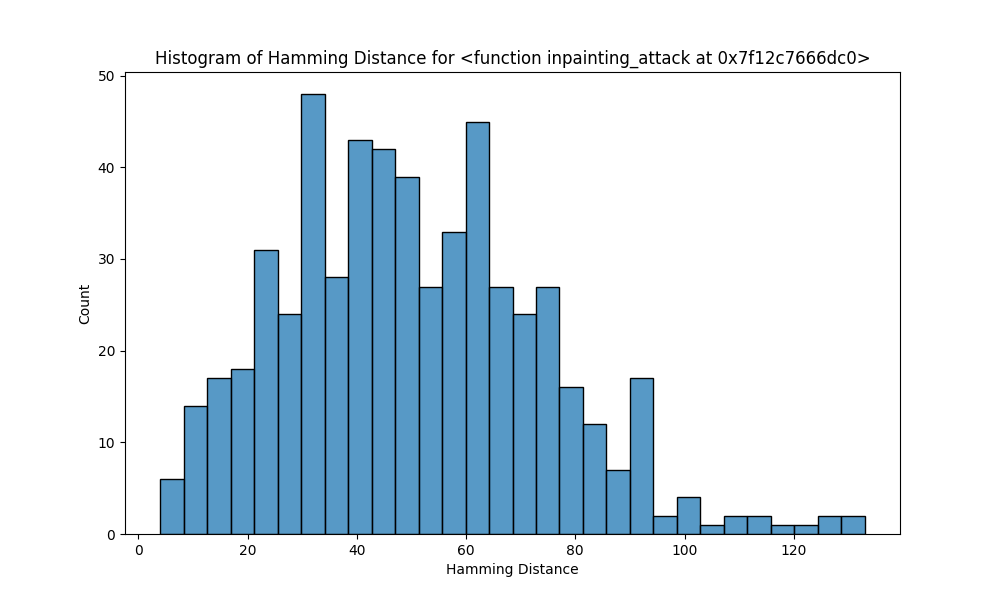 Histogram of Hamming Distance for <function inpainting_attack at 0x7f12c7666dc0>
50
40
30
20
10
0
Count
0 20 40 60 80 100 120
Hamming Distance